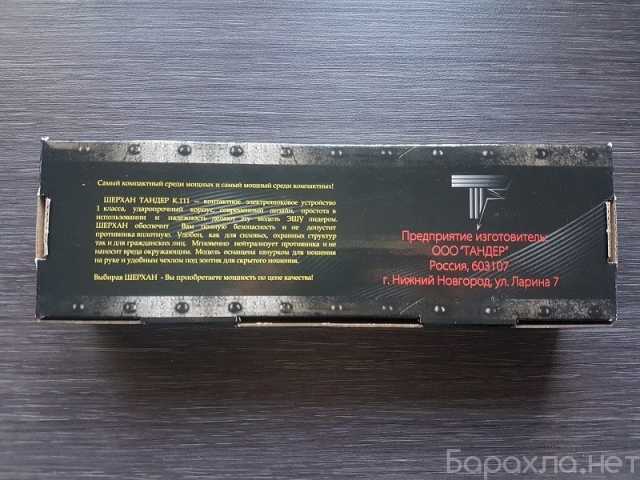 Самый компактный среди мощных и самый мощный среди компактных!
ШЕРХАН ТАНДЕР К.111 - контактное электрошоковое устройство
1 класса, ударопрочный корпус, современный дизайн, простота в
использовании и надежность делают эту модель ЭШУ лидером.
ШЕРХАН обеспечит Вам полную безопасность и не допустит
противника вплотную. Удобен, как для силовых, охранных структур
так и для гражданских лиц. Мгновенно нейтрализует противника и не
наносит вреда окружающим. Модель оснащена шнурком для ношения
на руке и удобным чехлом под зонтик для скрытого ношения.
Выбирая ШЕРХАН - Вы приобретаете мощность по цене качества!
Предприятие изготовитель:
ООО "ТАНДЕР"
Россия, 603107
г. Нижний Новгород, ул. Ларина 7
Барахла.нет